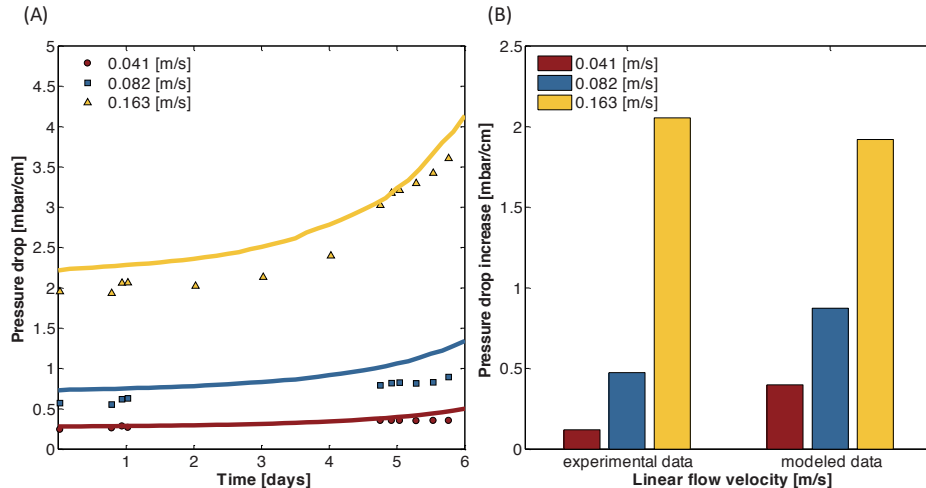 (A)
Pressure drop [mbar/cm]
5
4.5
4
3.5
3
2.5
2
1.5
1
0.5
0
0.041 [m/s]
0.082 [m/s]
0.163 [m/s]
1 2 3 4 5 6
Time [days]
(B)
Pressure drop increase [mbar/cm]
2.5
2
1.5
1
0.5
0
0.041 [m/s]
0.082 [m/s]
0.163 [m/s]
experimental data modeled data
Linear flow velocity [m/s]